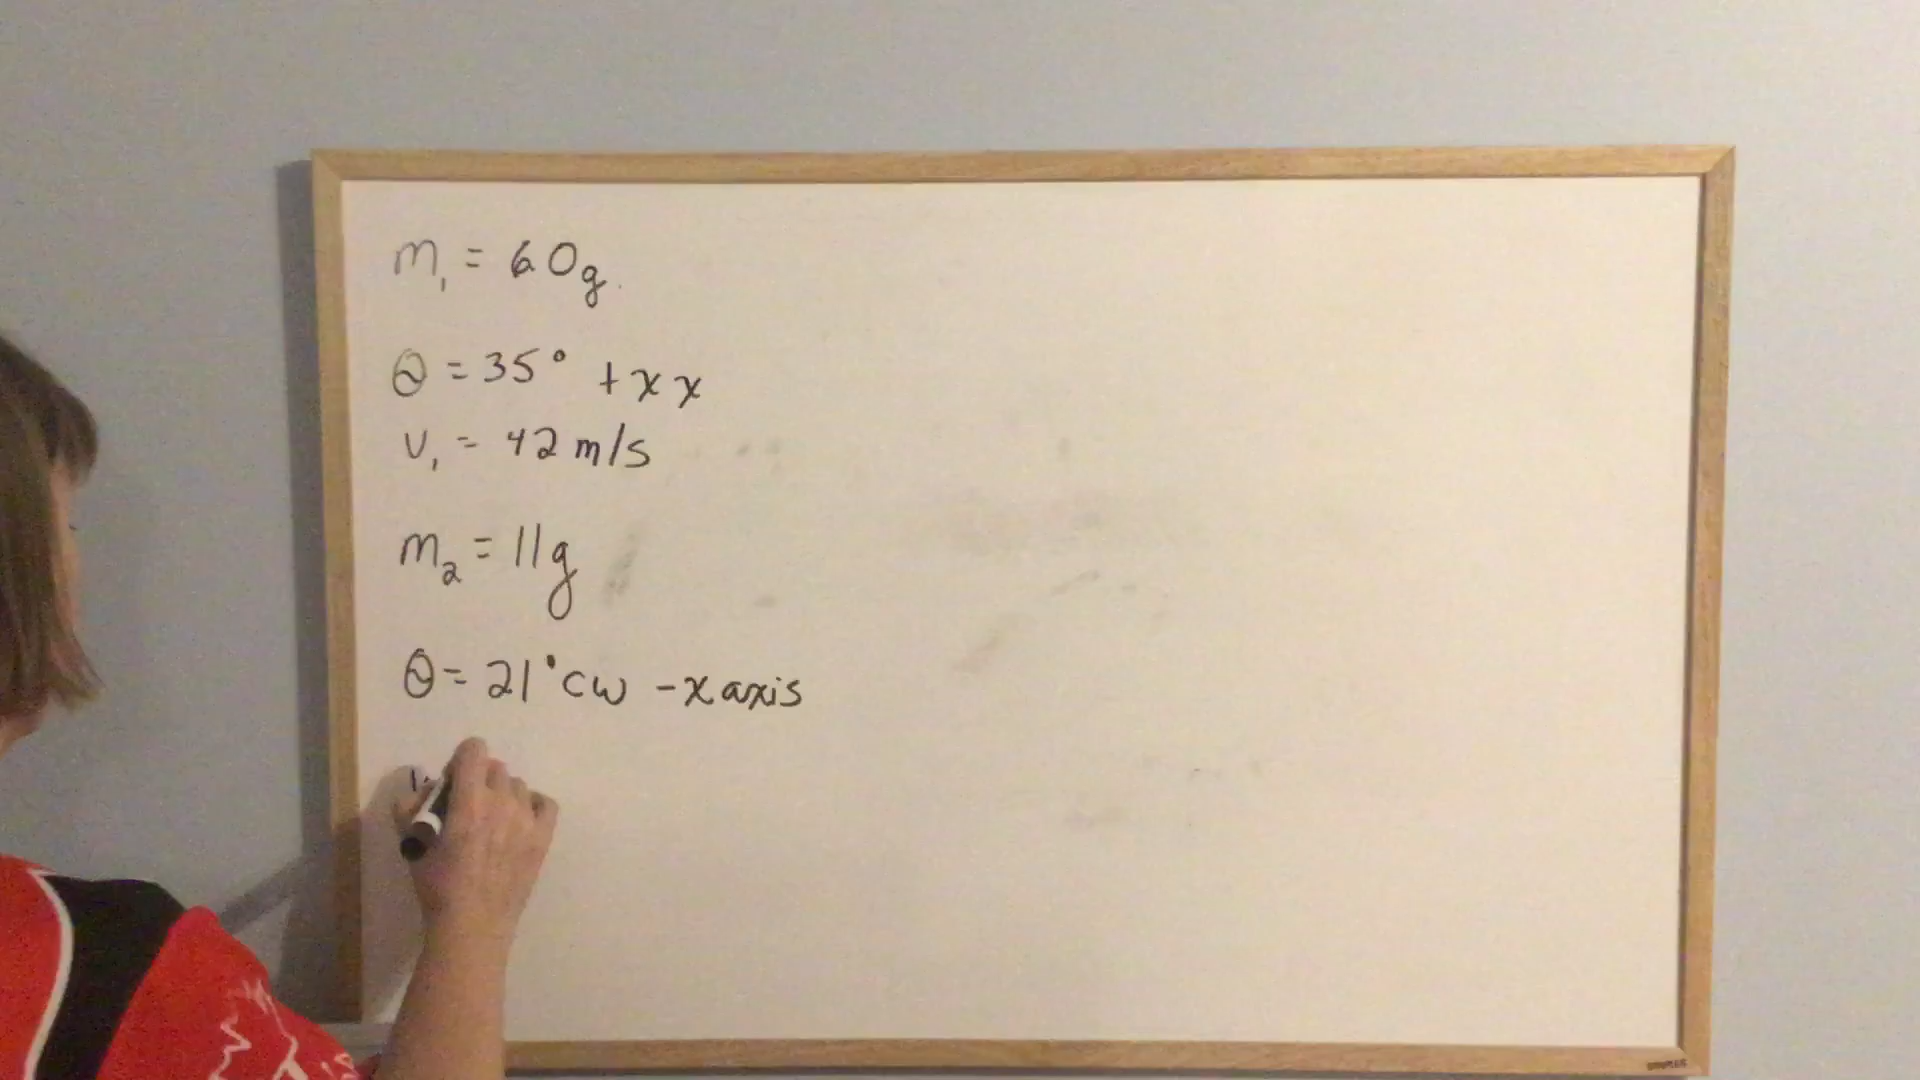 m₁ = 60g.
θ = 35° + x x
v₁ = 42 m/s
m₂ = 11g
θ = 21° cw - x axis